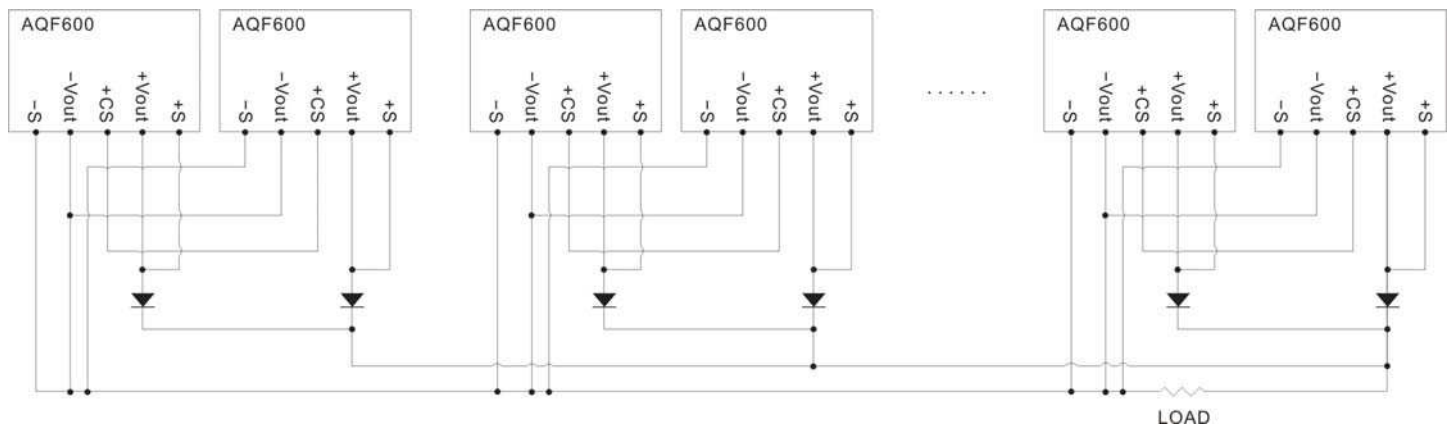 AQF600
AQF600
AQF600
AQF600
AQF600
AQF600
-S
-Vout
+CS
+Vout
+S
-S
-Vout
+CS
+Vout
+S
-S
-Vout
+CS
+Vout
+S
-S
-Vout
+CS
+Vout
+S
......
-S
-Vout
+CS
+Vout
+S
-S
-Vout
+CS
+Vout
+S
LOAD